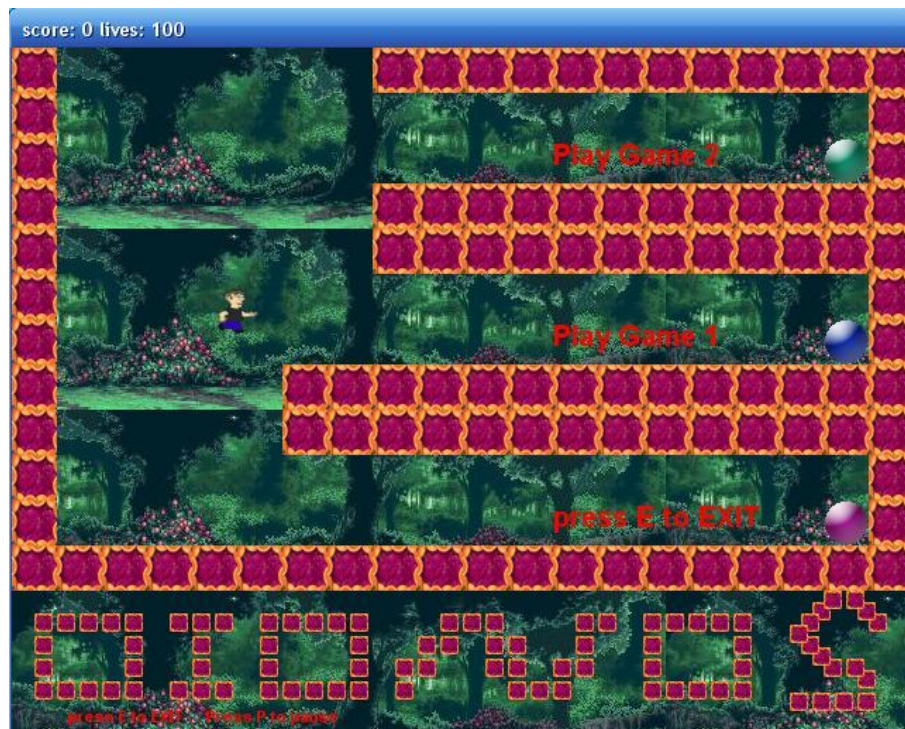 score: 0 lives: 100
Play Game 2
Play Game 1
press E to EXIT
press E to EXIT . Press P to pause